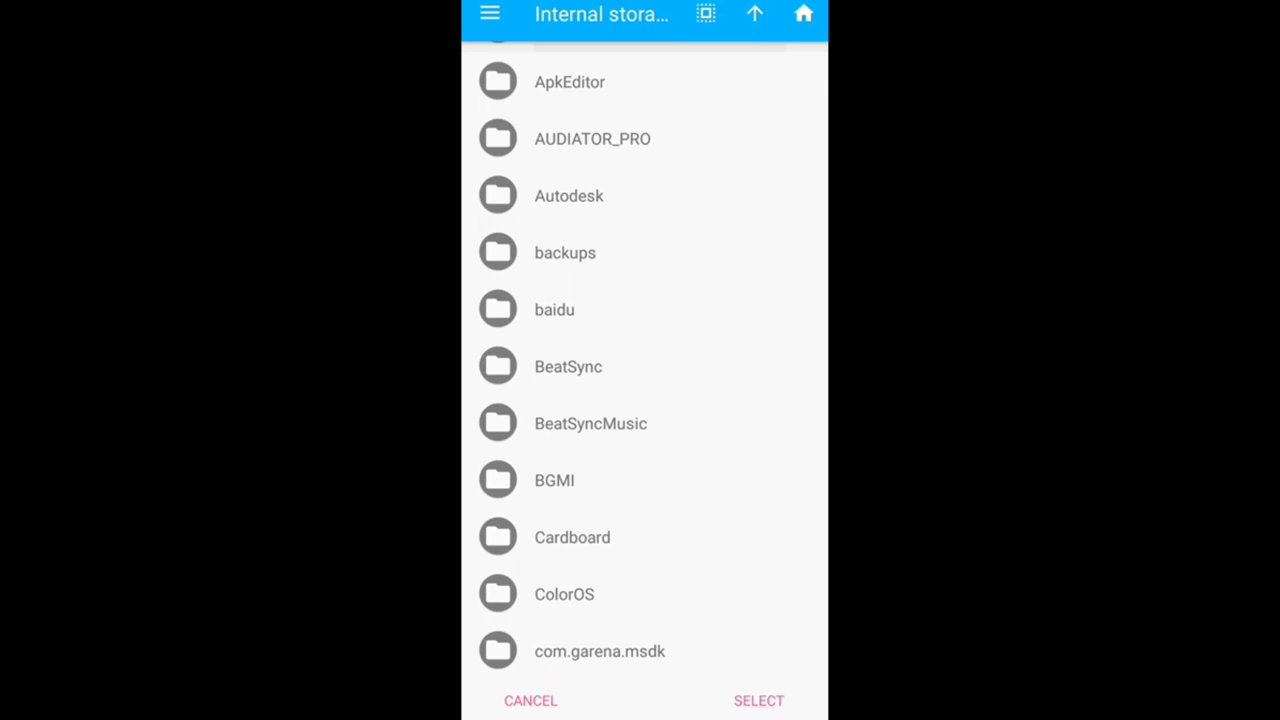 Internal stora...
ApkEditor
AUDIATOR_PRO
Autodesk
backups
baidu
BeatSync
BeatSyncMusic
BGMI
Cardboard
ColorOS
com.garena.msdk
CANCEL
SELECT